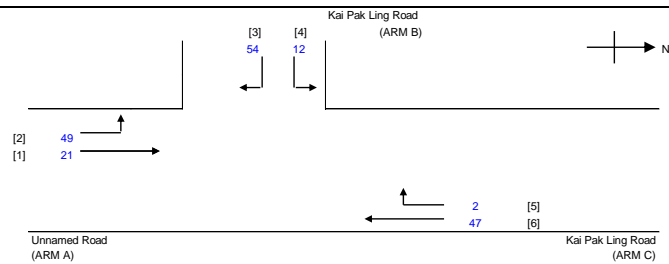 Kai Pak Ling Road
[3] [4] (ARM B)
54 12
N
[2] 49
[1] 21
2 [5]
47 [6]
Unnamed Road Kai Pak Ling Road
(ARM A) (ARM C)